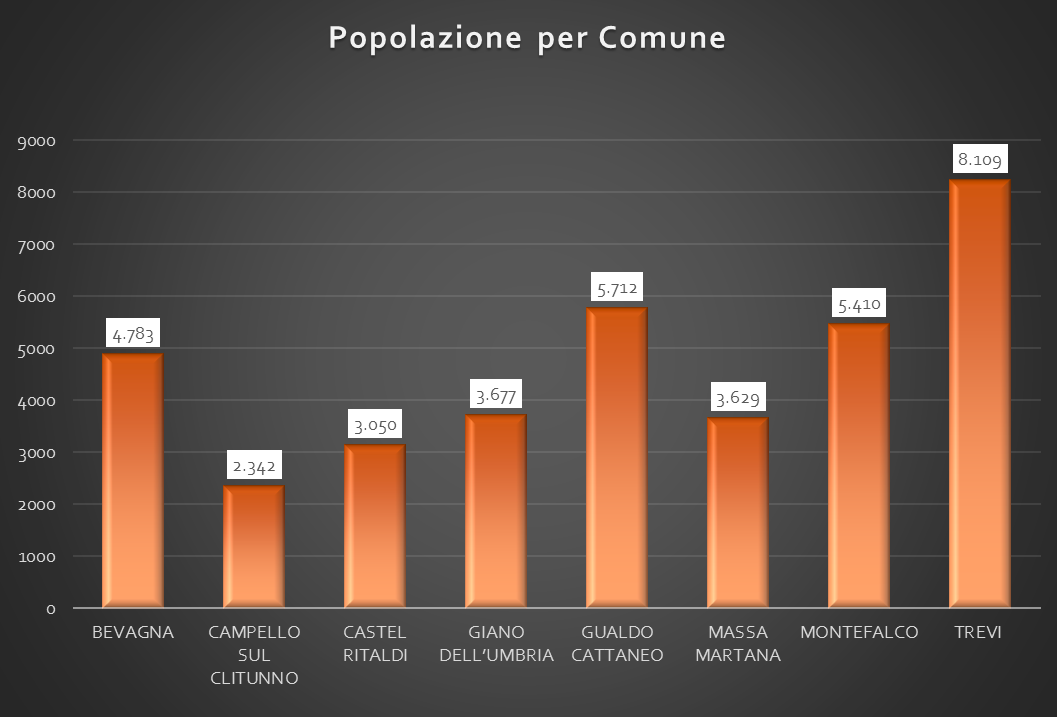 Popolazione per Comune
9000
8000
7000
6000
5000
4000
3000
2000
1000
0
4.783
2.342
3.050
3.677
5.712
3.629
5.410
8.109
BEVAGNA
CAMPELLO
SUL
CLITUNNO
CASTEL
RITALDI
GIANO
DELL'UMBRIA
GUALDO
CATTANEO
MASSA
MARTANA
MONTEFALCO
TREVI